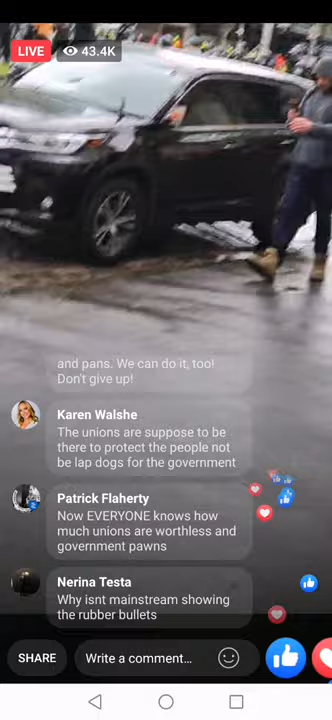 LIVE
43.4K
and pans. We can do it, too!
Don't give up!
Karen Walshe
The unions are suppose to be
there to protect the people not
be lap dogs for the government
Patrick Flaherty
Now EVERYONE knows how
much unions are worthless and
government pawns
Nerina Testa
Why isnt mainstream showing
the rubber bullets
SHARE
Write a comment...